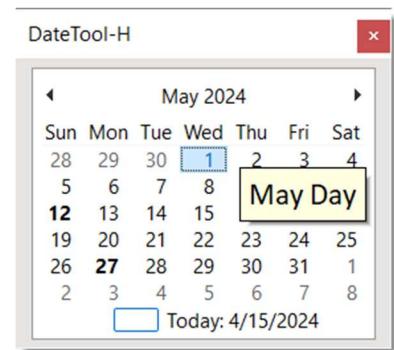 DateTool-H
May 2024
Sun Mon Tue Wed Thu Fri Sat
28 29 30 1 2 3 4
5 6 7 8
May Day
12 13 14 15
19 20 21 22 23 24 25
26 27 28 29 30 31 1
2 3 4 5 6 7 8
Today: 4/15/2024